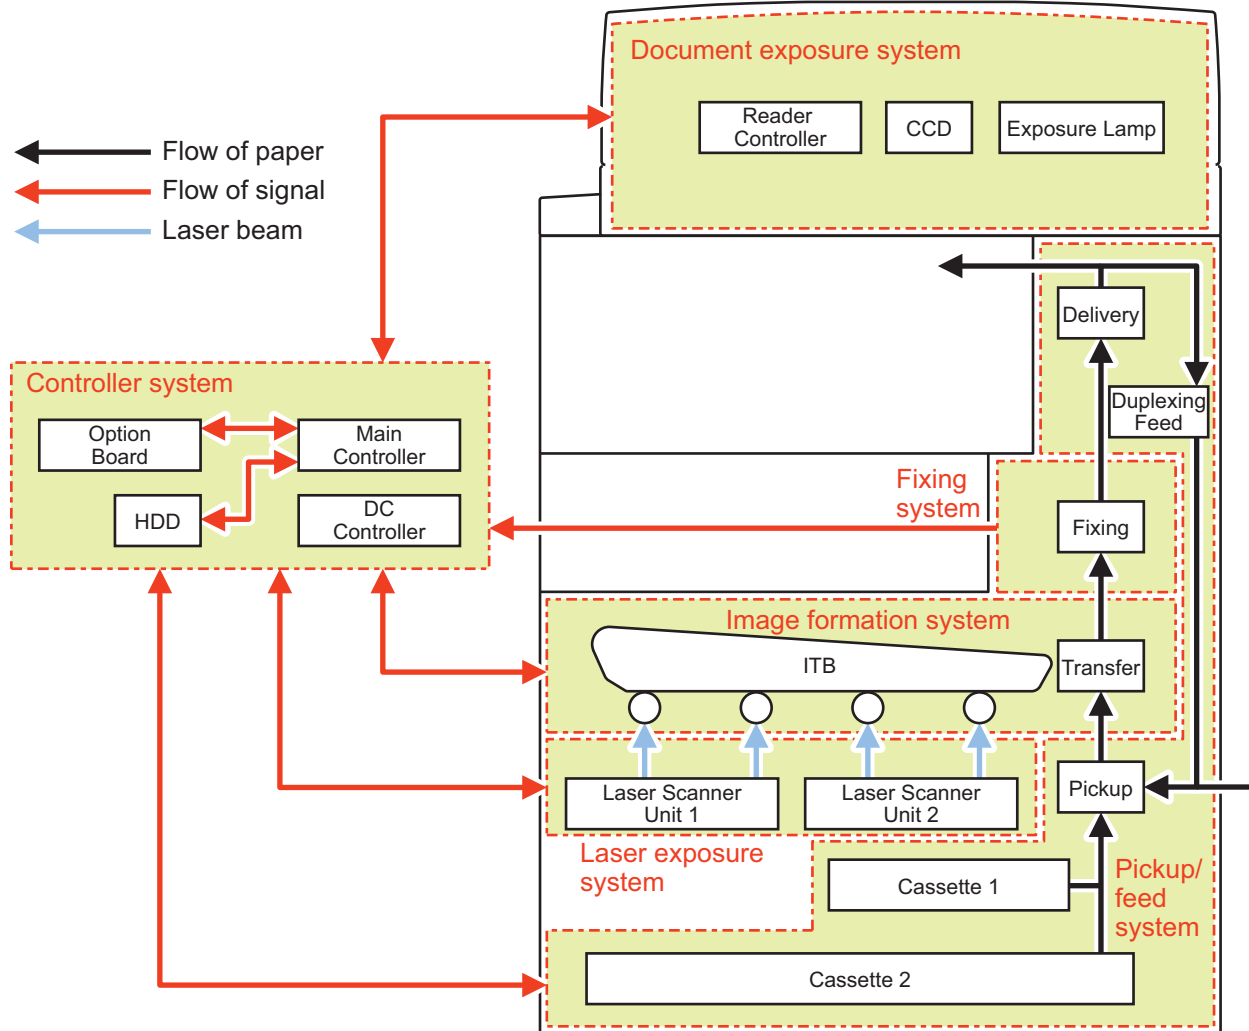 Document exposure system
Reader
Controller
CCD
Exposure Lamp
Flow of paper
Flow of signal
Laser beam
Delivery
Controller system
Option
Board
Main
Controller
HDD
DC
Controller
Duplexing
Feed
Fixing
system
Fixing
Image formation system
ITB
Transfer
Laser Scanner
Unit 1
Laser Scanner
Unit 2
Pickup
Laser exposure
system
Cassette 1
Pickup/
feed
system
Cassette 2